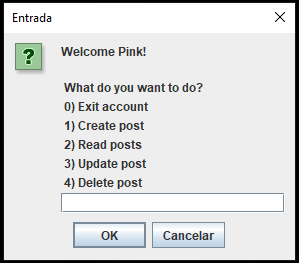 Entrada
Welcome Pink!
What do you want to do?
0) Exit account
1) Create post
2) Read posts
3) Update post
4) Delete post
OK
Cancelar